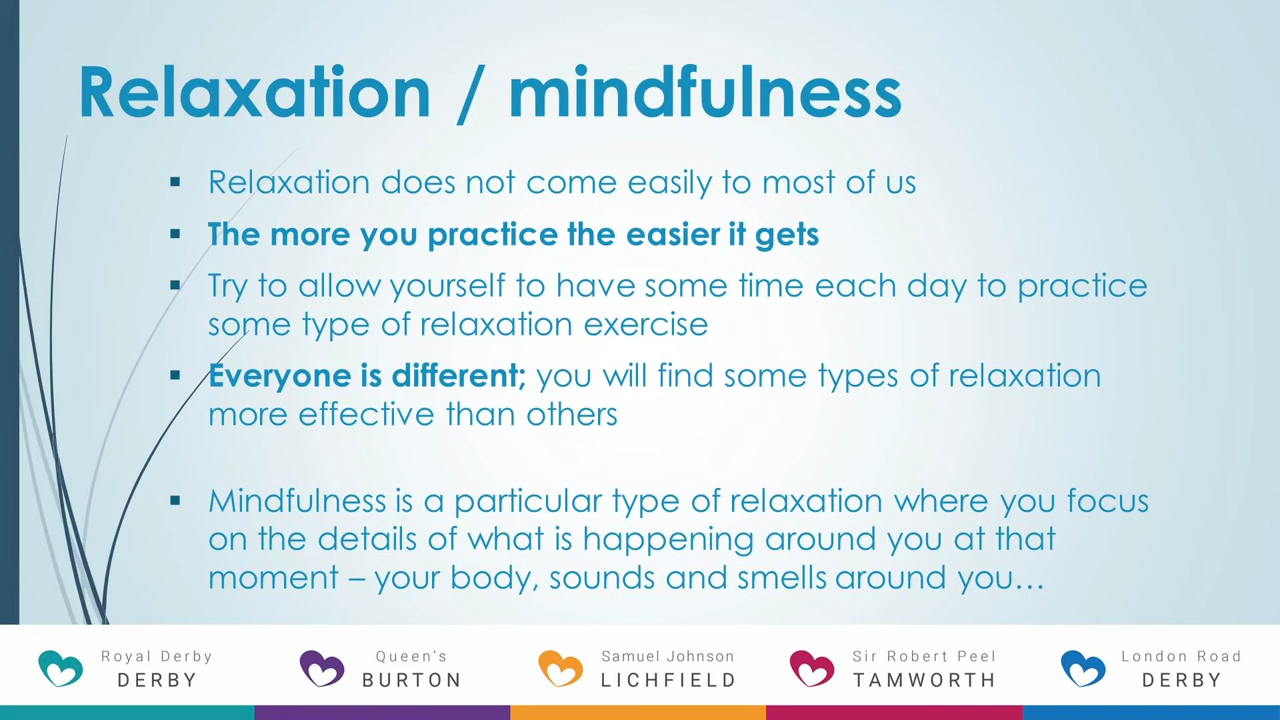 Relaxation / mindfulness
▪ Relaxation does not come easily to most of us
▪ The more you practice the easier it gets
▪ Try to allow yourself to have some time each day to practice
some type of relaxation exercise
▪ Everyone is different; you will find some types of relaxation
more effective than others
▪ Mindfulness is a particular type of relaxation where you focus
on the details of what is happening around you at that
moment – your body, sounds and smells around you…
Royal Derby
DERBY
Queen's
BURTON
Samuel Johnson
LICHFIELD
Sir Robert Peel
TAMWORTH
London Road
DERBY